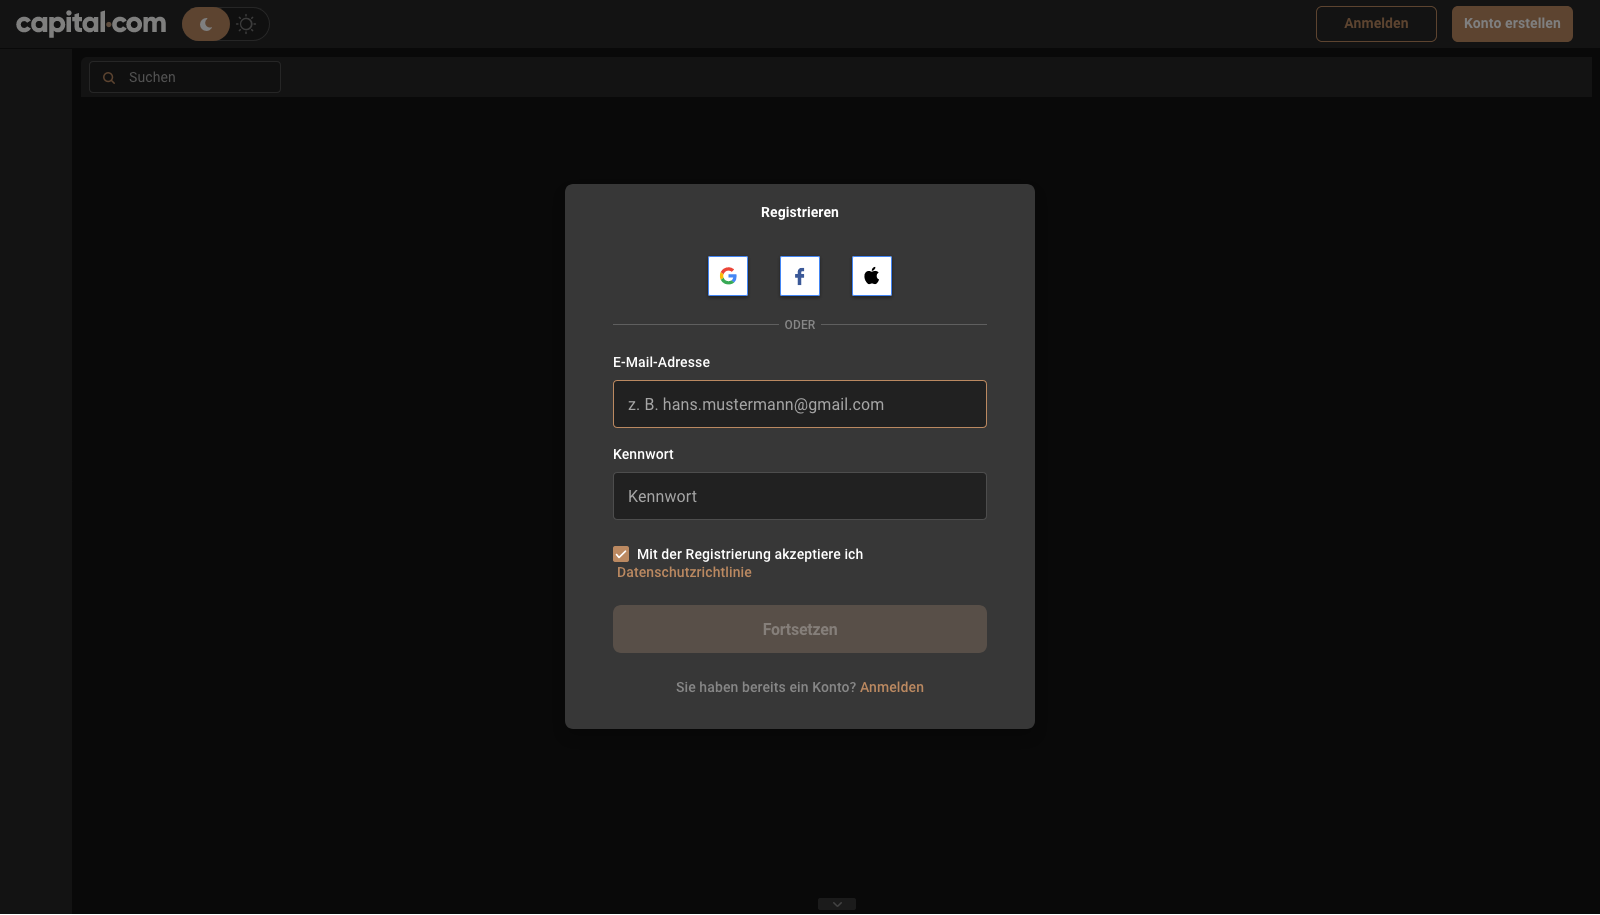 capital.com
Anmelden
Konto erstellen
Suchen
Registrieren
ODER
E-Mail-Adresse
z. B. hans.mustermann@gmail.com
Kennwort
Kennwort
Mit der Registrierung akzeptiere ich
Datenschutzrichtlinie
Fortsetzen
Sie haben bereits ein Konto? Anmelden